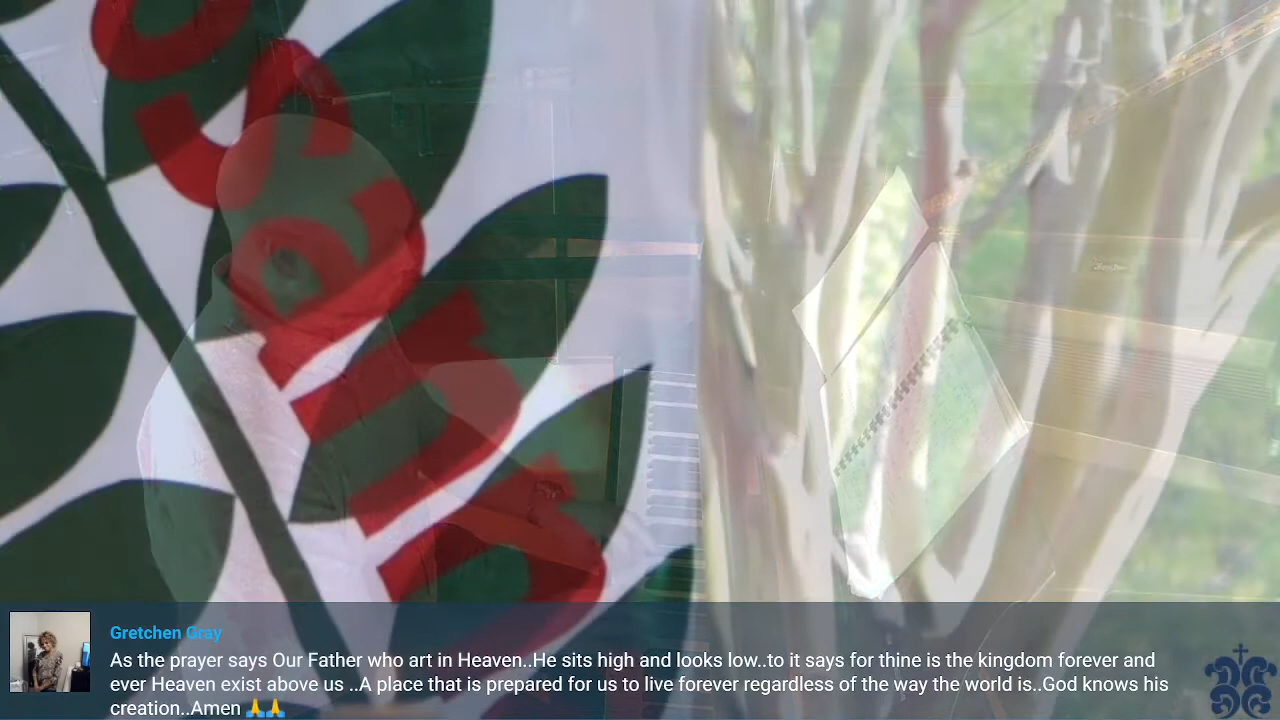 Gretchen Gray
As the prayer says Our Father who art in Heaven..He sits high and looks low..to it says for thine is the kingdom forever and
ever Heaven exist above us ..A place that is prepared for us to live forever regardless of the way the world is..God knows his
creation..Amen 🙏🙏